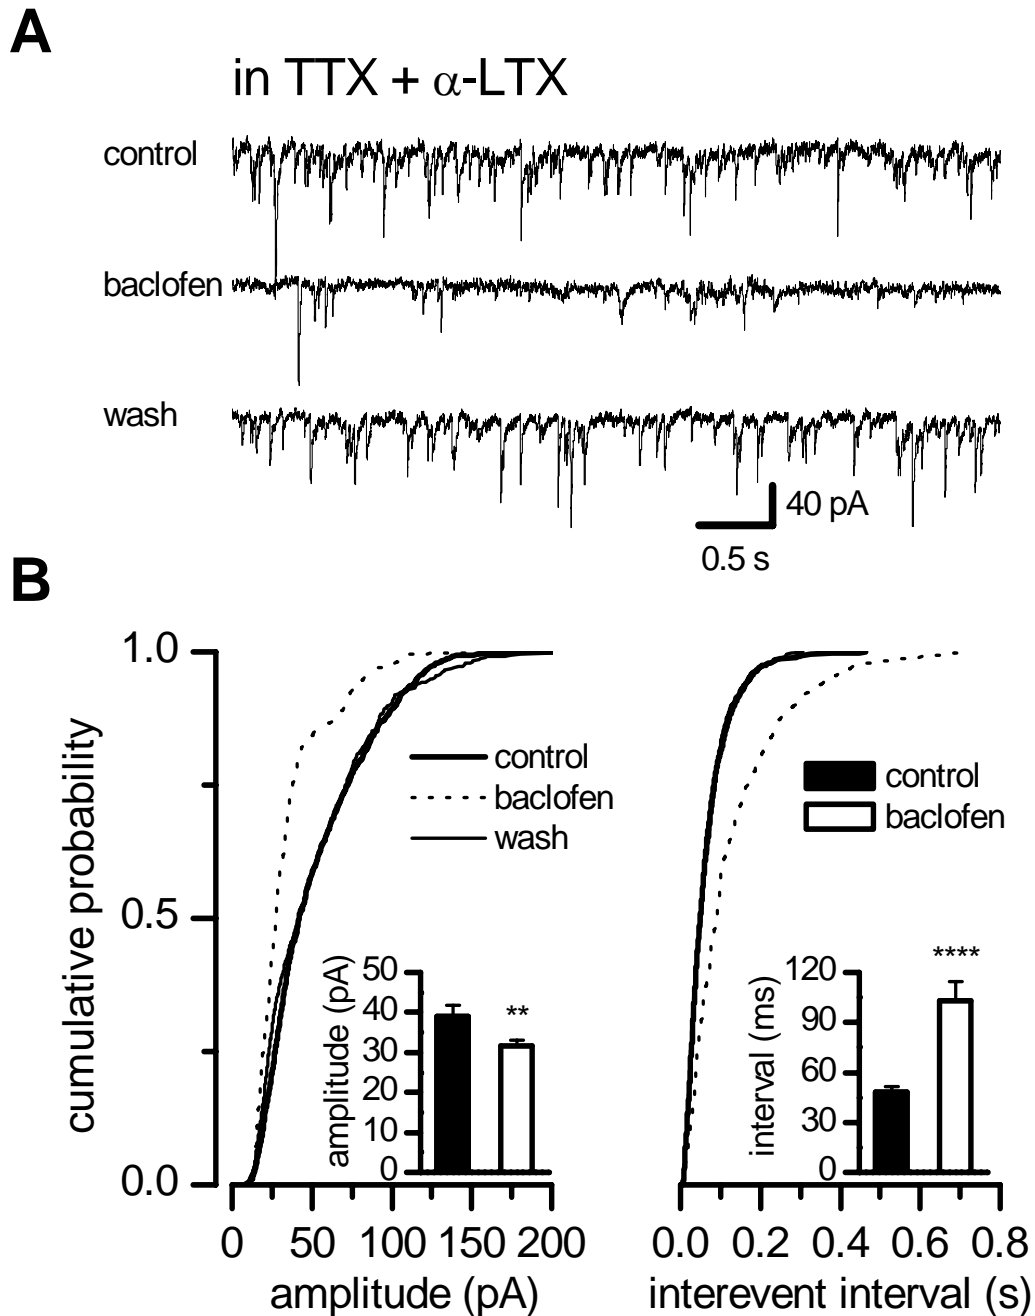 A
in TTX + α-LTX
control
baclofen
wash
40 pA
0.5 s
B
1.0
0.5
0.0
cumulative probability
control
baclofen
wash
50
40
30
20
10
0
amplitude (pA)
**
0 50 100 150 200
amplitude (pA)
control
baclofen
120
90
60
30
0
interval (ms)
****
0.0 0.2 0.4 0.6 0.8
interevent interval (s)